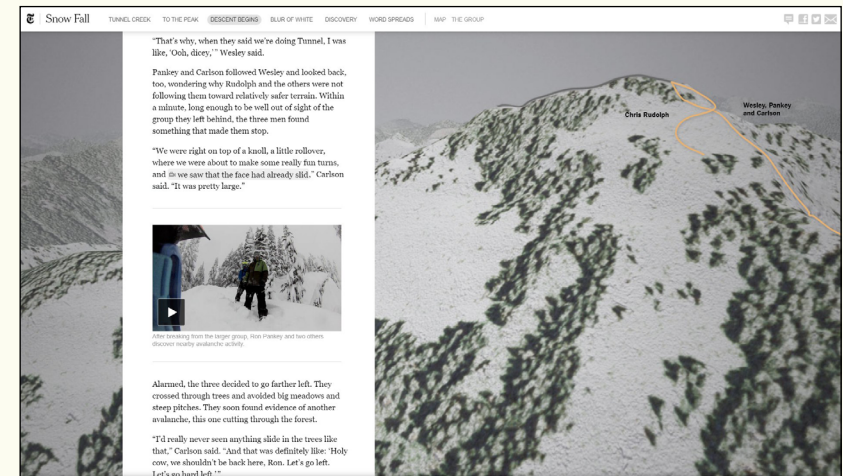 Snow Fall TUNNEL CREEK TO THE PEAK DESCENT BEGINS BLUR OF WHITE DISCOVERY WORD SPREADS MAP THE GROUP
“That’s why, when they said we’re doing Tunnel, I was
like, ‘Ooh, dicey,’ ” Wesley said.
Pankey and Carlson followed Wesley and looked back,
too, wondering why Rudolph and the others were not
following them toward relatively safer terrain. Within
a minute, long enough to be well out of sight of the
group they left behind, the three men found
something that made them stop.
“We were right on top of a knoll, a little rollover,
where we were about to make some really fun turns,
and we saw that the face had already slid,” Carlson
said. “It was pretty large.”
After breaking from the larger group, Ron Pankey and two others
discover nearby avalanche activity.
Alarmed, the three decided to go farther left. They
crossed through trees and avoided big meadows and
steep pitches. They soon found evidence of another
avalanche, this one cutting through the forest.
“I’d really never seen anything slide in the trees like
that,” Carlson said. “And that was definitely like: ‘Holy
cow, we shouldn’t be back here, Ron. Let’s go left.
Let’s go hard left.’ ”
Chris Rudolph
Wesley, Pankey
and Carlson